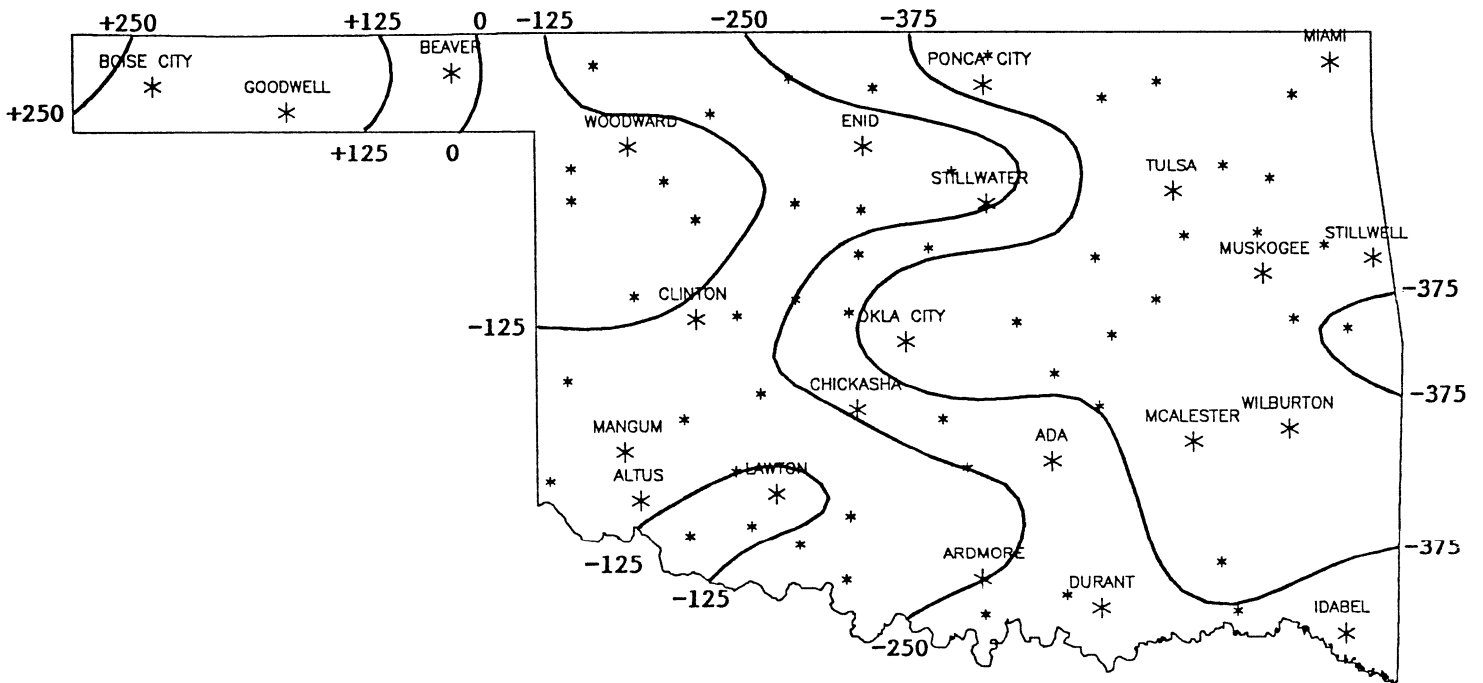 +250
+125
0
−125
−250
−375
BOISE CITY
GOODWELL
BEAVER
PONCA CITY
MIAMI
+250
+125
0
WOODWARD
ENID
STILLWATER
TULSA
MUSKOGEE
STILLWELL
−375
CLINTON
−125
OKLA CITY
CHICKASHA
−375
MANGUM
ALTUS
LAWTON
ADA
MCALESTER
WILBURTON
−125
−125
ARDMORE
DURANT
−375
IDABEL
−250